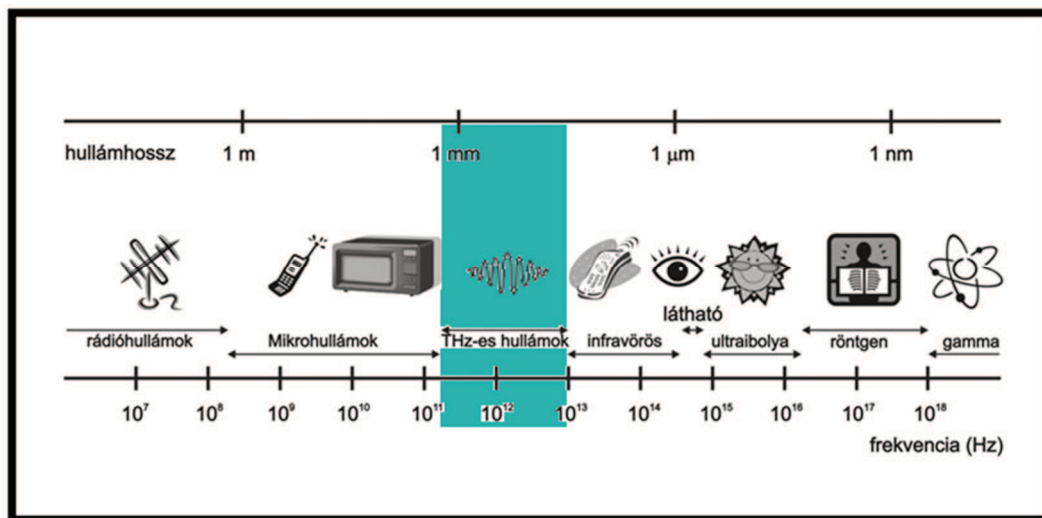 hullámhossz 1 m 1 mm 1 μm 1 nm
látható
rádióhullámok Mikrohullámok THz-es hullámok infravörös ultraibolya röntgen gamma
10⁷ 10⁸ 10⁹ 10¹⁰ 10¹¹ 10¹² 10¹³ 10¹⁴ 10¹⁵ 10¹⁶ 10¹⁷ 10¹⁸
frekvencia (Hz)